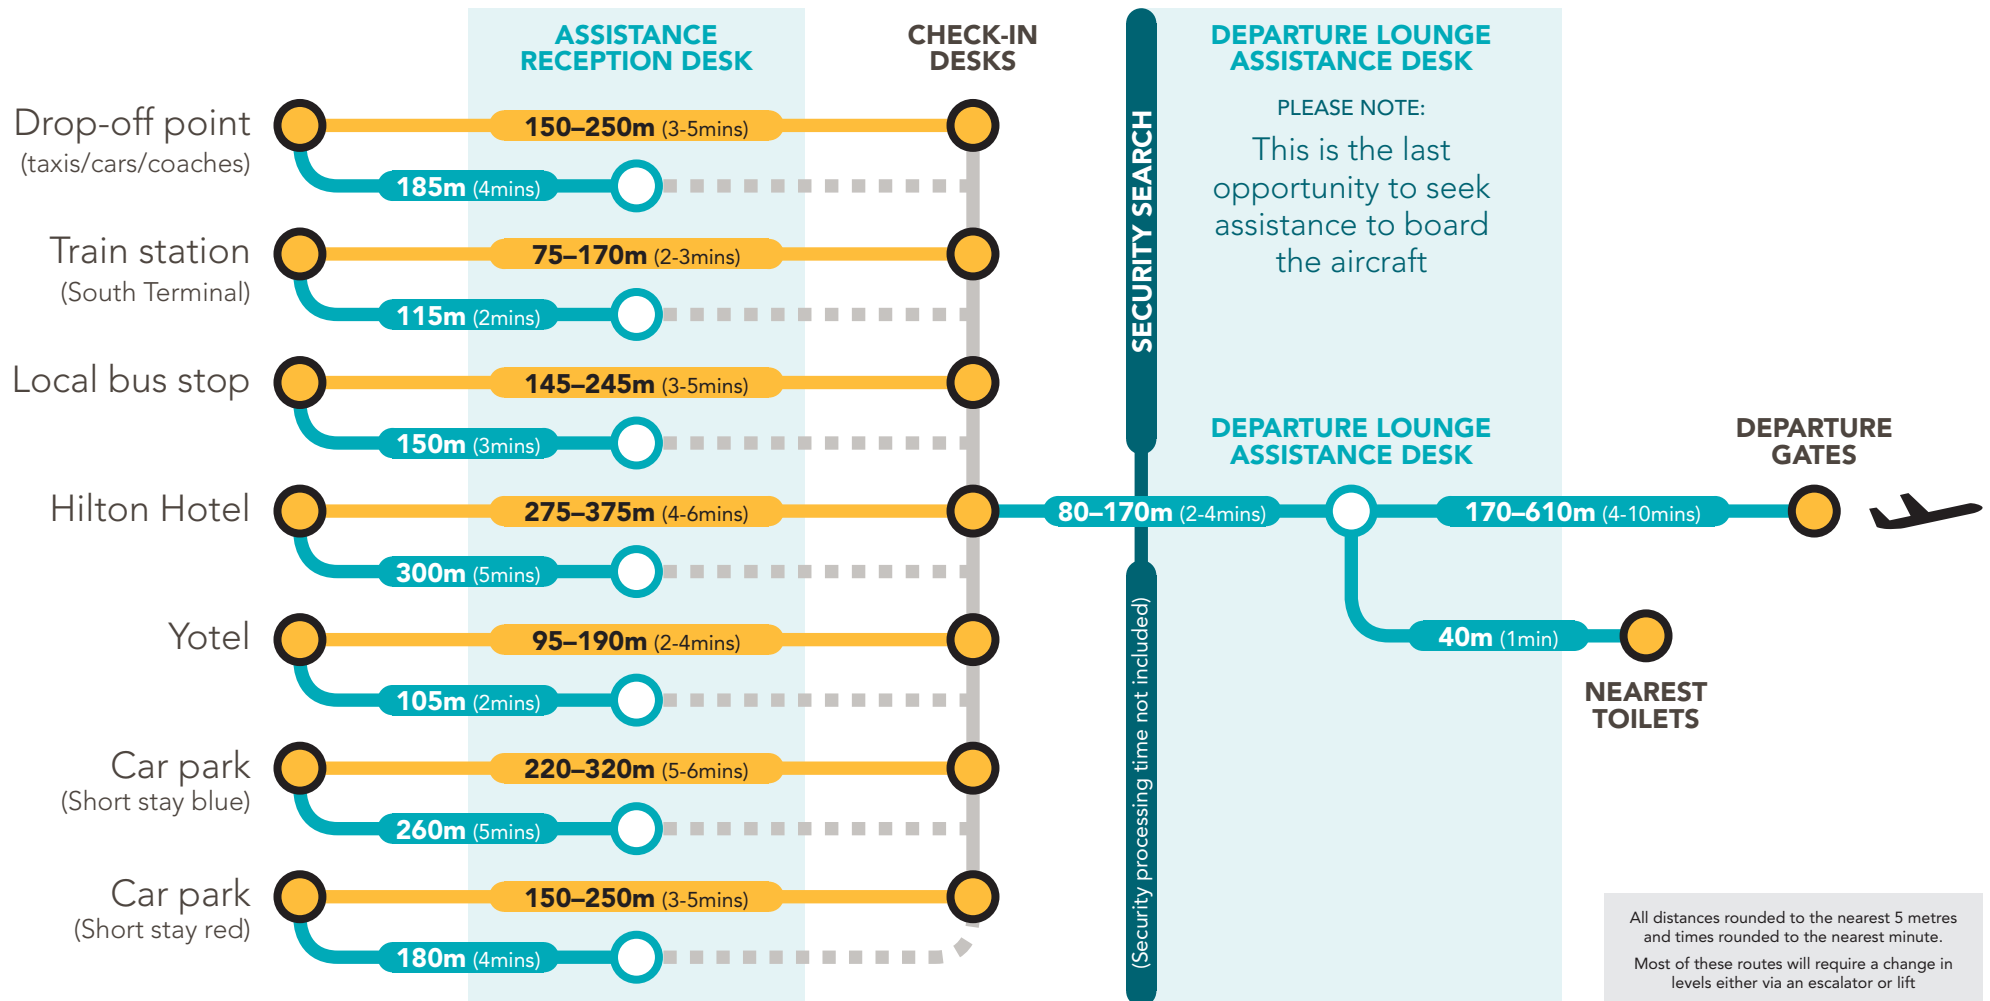 ASSISTANCE
RECEPTION DESK
CHECK-IN
DESKS
DEPARTURE LOUNGE
ASSISTANCE DESK
PLEASE NOTE:
This is the last
opportunity to seek
assistance to board
the aircraft
SECURITY SEARCH
(Security processing time not included)
Drop-off point
(taxis/cars/coaches)
150–250m (3-5mins)
185m (4mins)
Train station
(South Terminal)
75–170m (2-3mins)
115m (2mins)
Local bus stop
145–245m (3-5mins)
150m (3mins)
Hilton Hotel
275–375m (4-6mins)
300m (5mins)
Yotel
95–190m (2-4mins)
105m (2mins)
Car park
(Short stay blue)
220–320m (5-6mins)
260m (5mins)
Car park
(Short stay red)
150–250m (3-5mins)
180m (4mins)
80–170m (2-4mins)
DEPARTURE LOUNGE
ASSISTANCE DESK
170–610m (4-10mins)
DEPARTURE
GATES
40m (1min)
NEAREST
TOILETS
All distances rounded to the nearest 5 metres
and times rounded to the nearest minute.
Most of these routes will require a change in
levels either via an escalator or lift